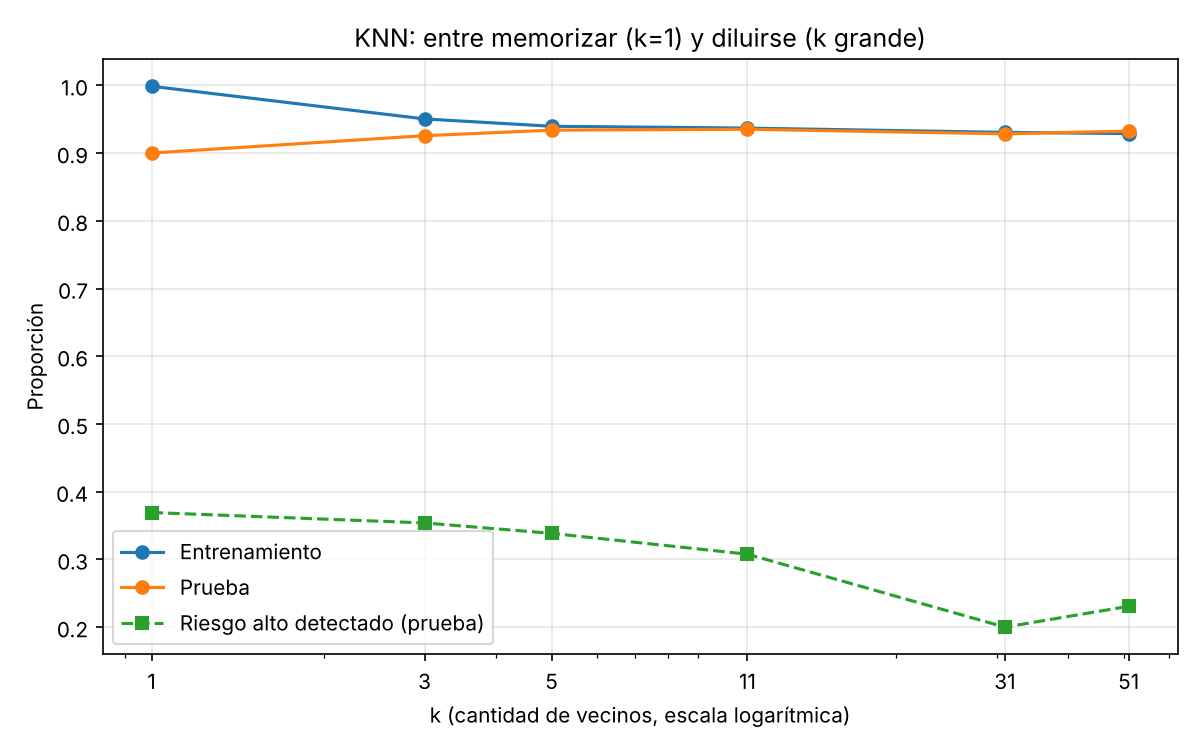 KNN: entre memorizar (k=1) y diluirse (k grande)
Proporción
1.0
0.9
0.8
0.7
0.6
0.5
0.4
0.3
0.2
Entrenamiento
Prueba
Riesgo alto detectado (prueba)
1 3 5 11 31 51
k (cantidad de vecinos, escala logarítmica)